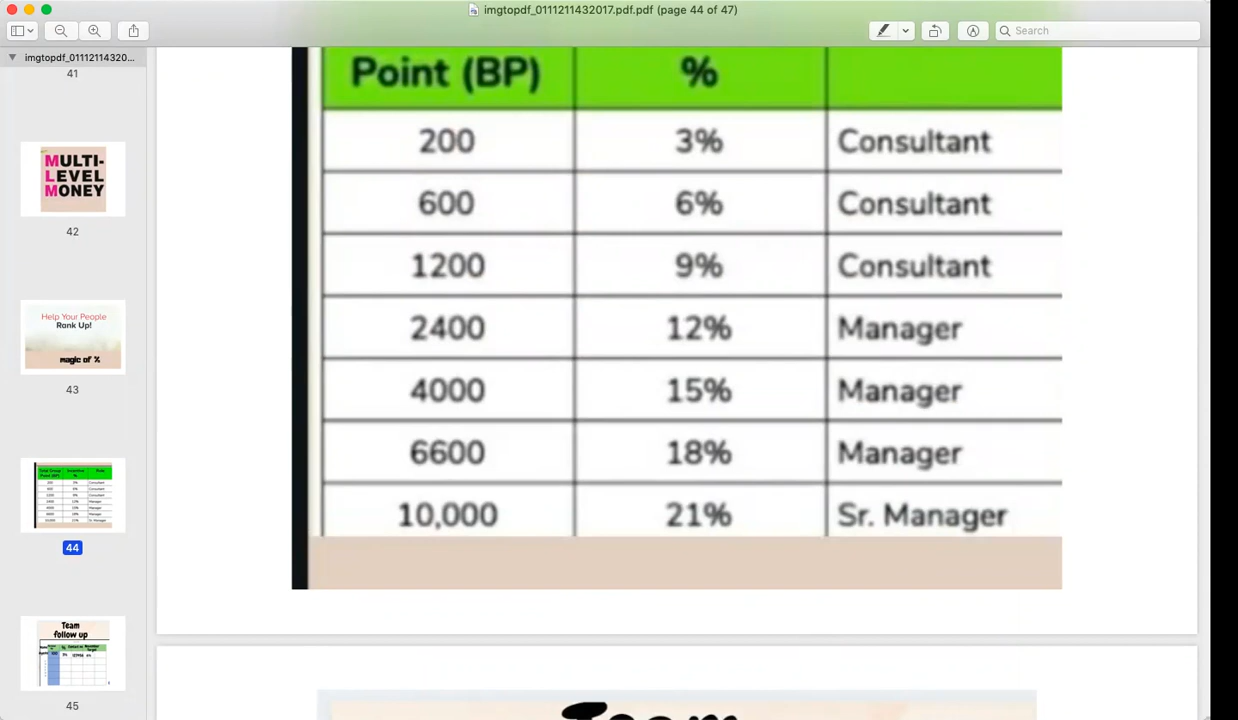 imgtopdf_0111211432017.pdf.pdf (page 44 of 47)
Search
imgtopdf_01112114320...
41
MULTI-
LEVEL
MONEY
42
Help Your People
Rank Up!
magic of %
43
44
Team
follow up
45
Point (BP) %
200 3% Consultant
600 6% Consultant
1200 9% Consultant
2400 12% Manager
4000 15% Manager
6600 18% Manager
10,000 21% Sr. Manager
Team